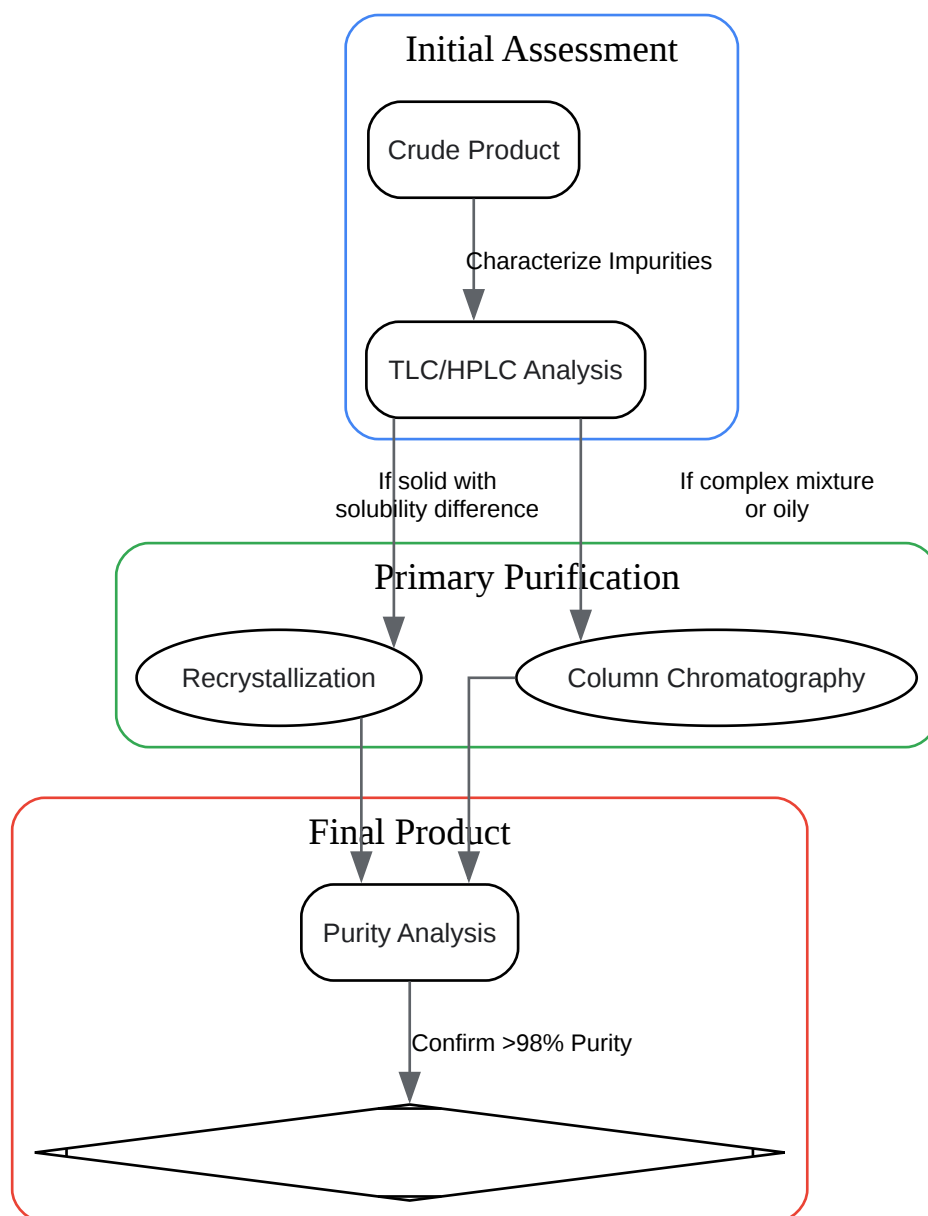 Initial Assessment
Crude Product
Characterize Impurities
TLC/HPLC Analysis
If solid with
solubility difference
If complex mixture
or oily
Primary Purification
Recrystallization
Column Chromatography
Final Product
Purity Analysis
Confirm >98% Purity